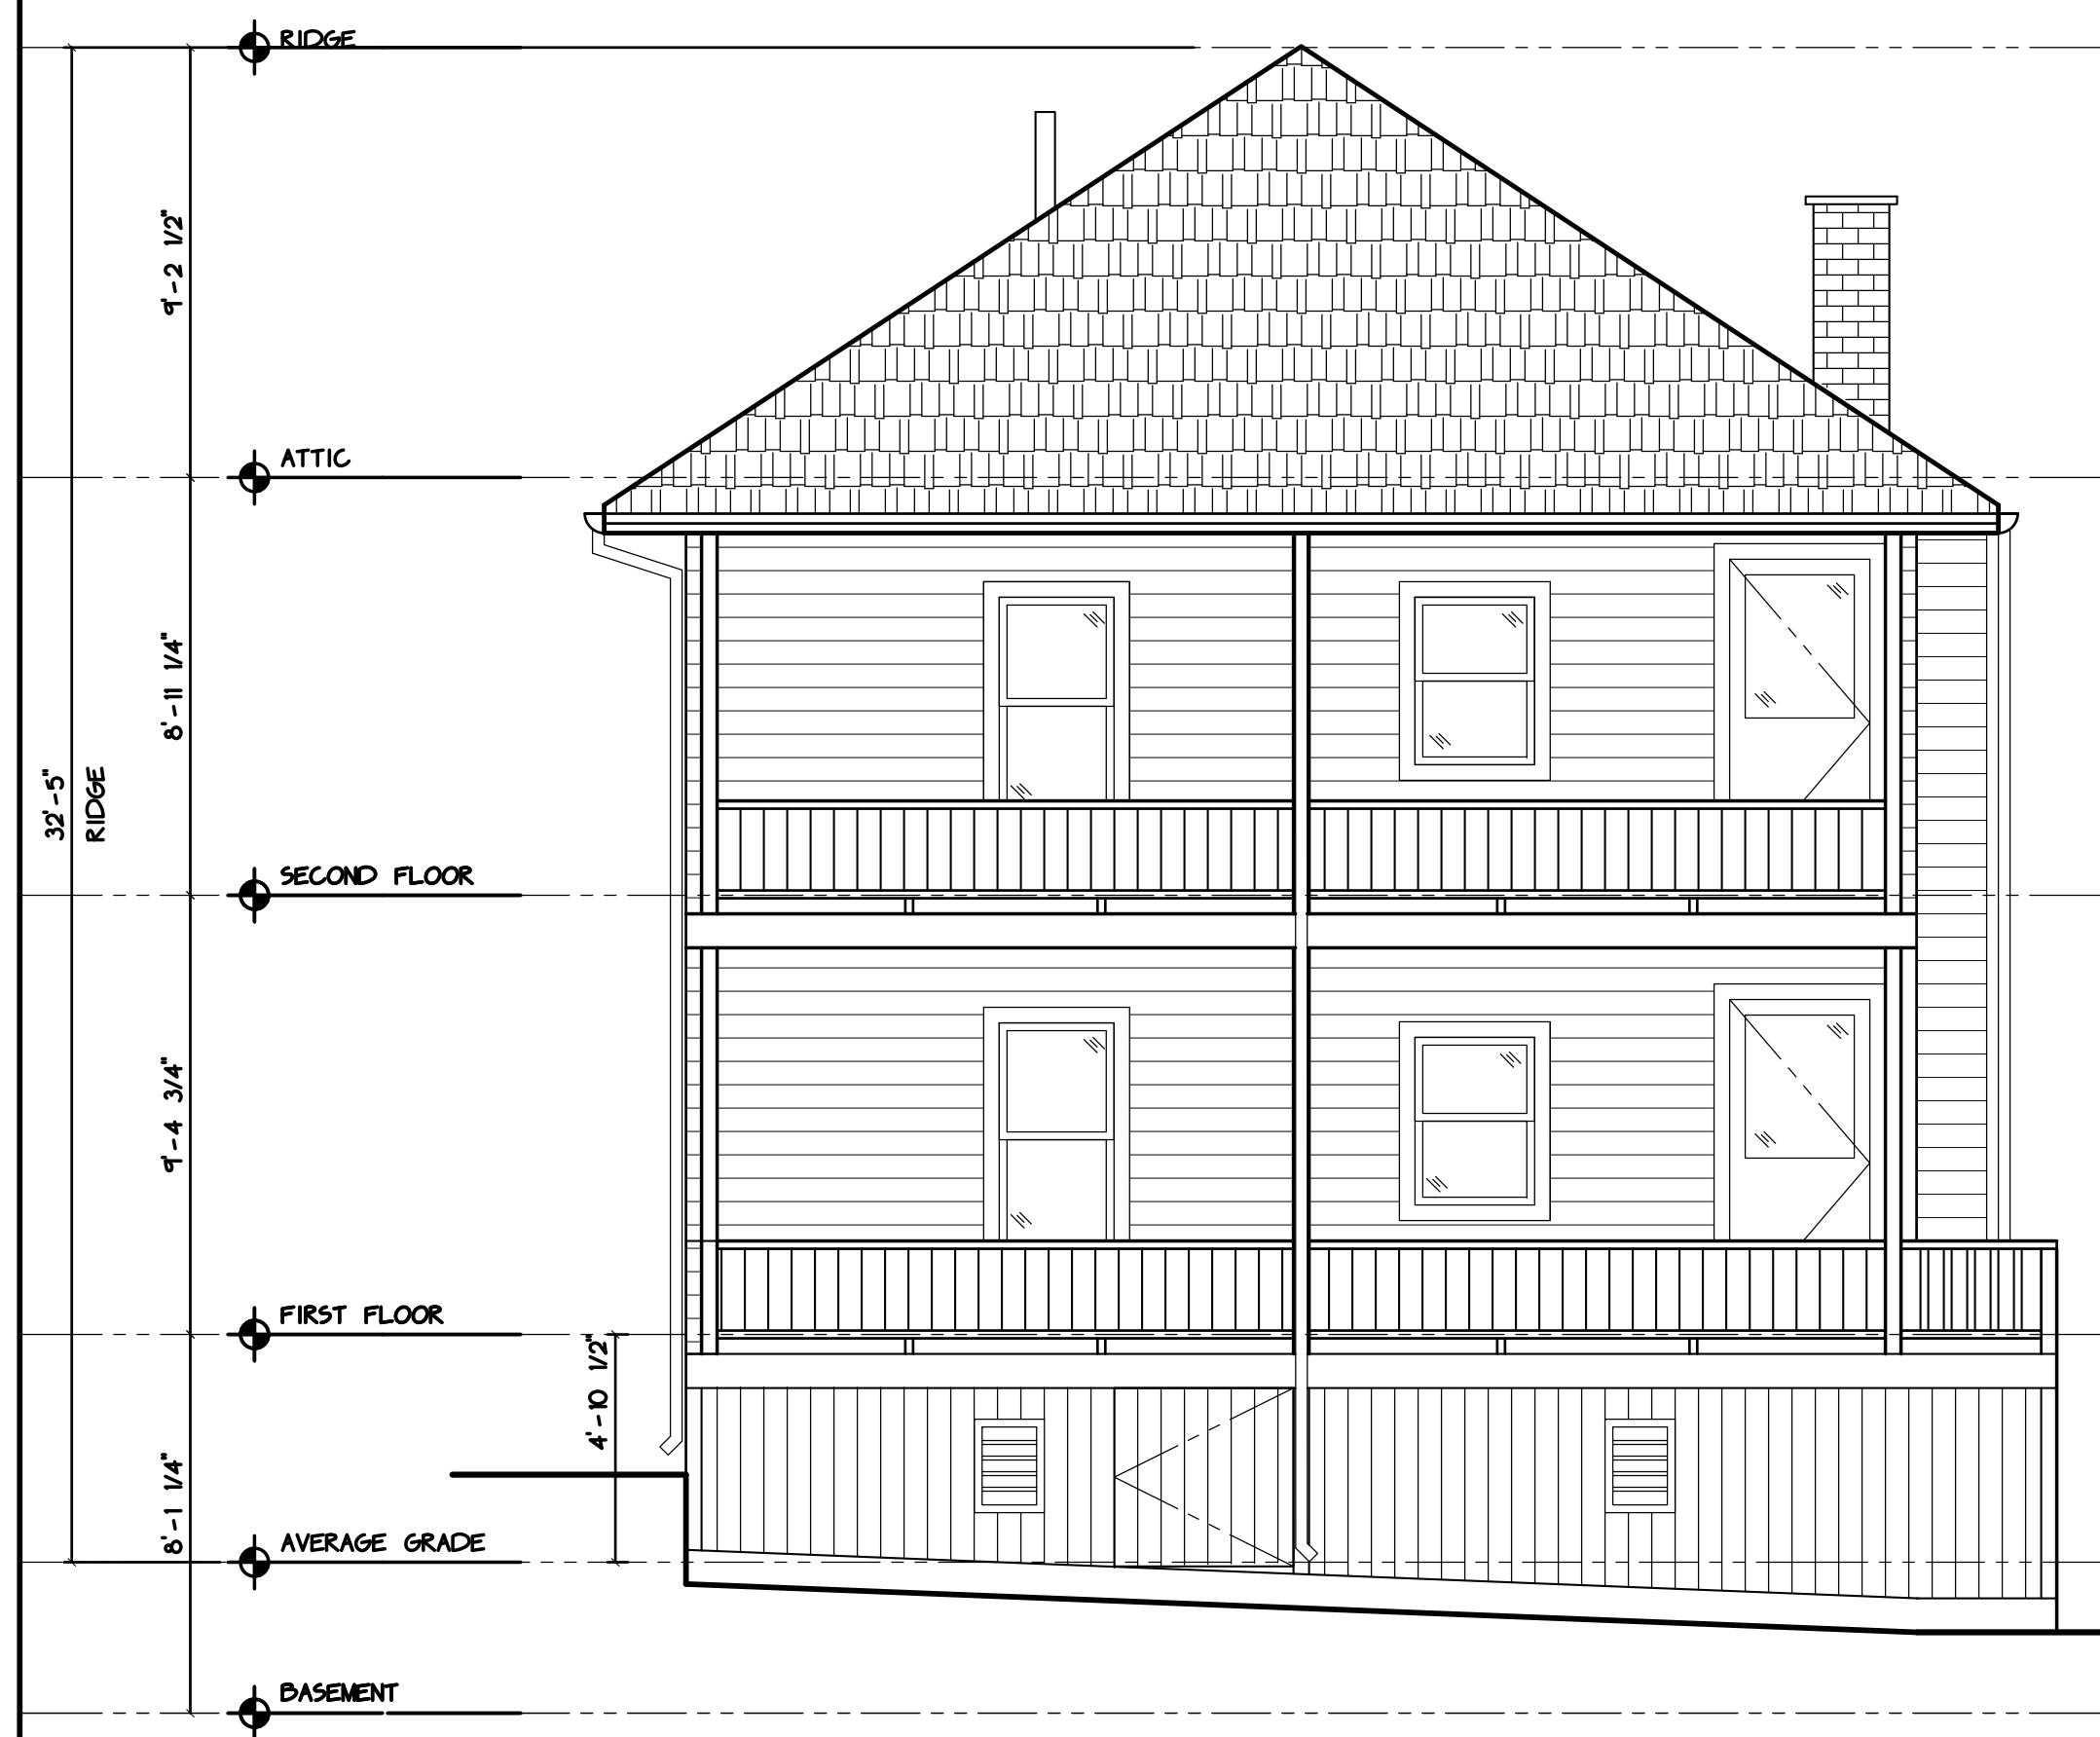 RIDGE
9'-2 1/2"
ATTIC
8'-11 1/4"
32'-5"
RIDGE
SECOND FLOOR
9'-4 3/4"
FIRST FLOOR
4'-10 1/2"
8'-1 1/4"
AVERAGE GRADE
BASEMENT